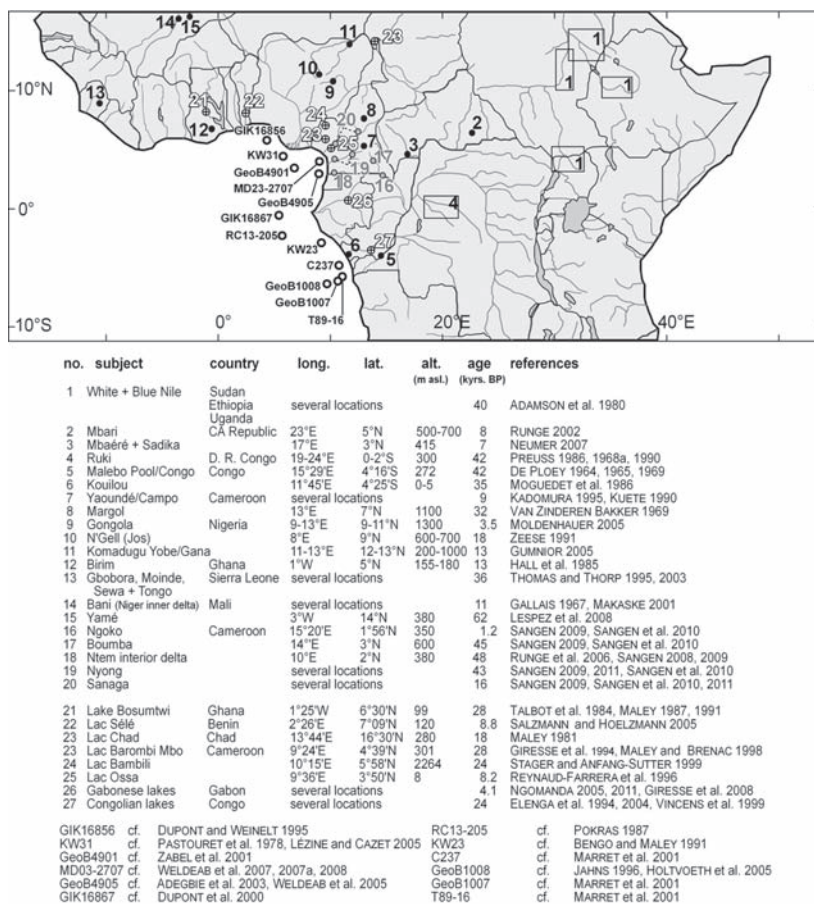 14 15
11
23
1
10
10°N
9
1
1
13
21
22
24
8
20
12
GIK16856
23
7
2
25
3
KW31
17
1
GeoB4901
19
MD23-2707
18
16
4
GeoB4905
26
0°
GIK16867
RC13-205
KW23
6
27
5
C237
GeoB1008
GeoB1007
T89-16
10°S
0°
20°E
40°E
no. subject country long. lat. alt. age references
(m asl.) (kyrs. BP)
1 White + Blue Nile Sudan
Ethiopia several locations 40 ADAMSON et al. 1980
Uganda
2 Mbari CA Republic 23°E 5°N 500-700 8 RUNGE 2002
3 Mbaéré + Sadika 17°E 3°N 415 7 NEUMER 2007
4 Ruki D. R. Congo 19-24°E 0-2°S 300 42 PREUSS 1986, 1968a, 1990
5 Malebo Pool/Congo Congo 15°29'E 4°16'S 272 42 DE PLOEY 1964, 1965, 1969
6 Kouilou 11°45'E 4°25'S 0-5 35 MOGUEDET et al. 1986
7 Yaoundé/Campo Cameroon several locations 9 KADOMURA 1995, KUETE 1990
8 Margol 13°E 7°N 1100 32 VAN ZINDEREN BAKKER 1969
9 Gongola Nigeria 9-13°E 9-11°N 1300 3.5 MOLDENHAUER 2005
10 N'Gell (Jos) 8°E 9°N 600-700 18 ZEESE 1991
11 Komadugu Yobe/Gana 11-13°E 12-13°N 200-1000 13 GUMNIOR 2005
12 Birim Ghana 1°W 5°N 155-180 13 HALL et al. 1985
13 Gbobora, Moinde, Sierra Leone several locations 36 THOMAS and THORP 1995, 2003
Sewa + Tongo
14 Bani (Niger inner delta) Mali several locations 11 GALLAIS 1967, MAKASKE 2001
15 Yamé 3°W 14°N 380 62 LESPEZ et al. 2008
16 Ngoko Cameroon 15°20'E 1°56'N 350 1.2 SANGEN 2009, SANGEN et al. 2010
17 Boumba 14°'E 3°N 600 45 SANGEN 2009, SANGEN et al. 2010
18 Ntem interior delta 10°E 2°N 380 48 RUNGE et al. 2006, SANGEN 2008, 2009
19 Nyong several locations 43 SANGEN 2009, 2011, SANGEN et al. 2010
20 Sanaga several locations 16 SANGEN 2009, SANGEN et al. 2010, 2011
21 Lake Bosumtwi Ghana 1°25'W 6°30'N 99 28 TALBOT et al. 1984, MALEY 1987, 1991
22 Lac Sélé Benin 2°26'E 7°09'N 120 8.8 SALZMANN and HOELZMANN 2005
23 Lac Chad Chad 13°44'E 16°30'N 280 18 MALEY 1981
23 Lac Barombi Mbo Cameroon 9°24'E 4°39'N 301 28 GIRESSE et al. 1994, MALEY and BRENAC 1998
24 Lac Bambili 10°15'E 5°58'N 2264 24 STAGER and ANFANG-SUTTER 1999
25 Lac Ossa 9°36'E 3°50'N 8 8.2 REYNAUD-FARRERA et al. 1996
26 Gabonese lakes Gabon several locations 4.1 NGOMANDA 2005, 2011, GIRESSE et al. 2008
27 Congolian lakes Congo several locations 24 ELENGA et al. 1994, 2004, VINCENS et al. 1999
GIK16856 cf. DUPONT and WEINELT 1995 RC13-205 cf. POKRAS 1987
KW31 cf. PASTOURET et al. 1978, LÉZINE and CAZET 2005 KW23 cf. BENGO and MALEY 1991
GeoB4901 cf. ZABEL et al. 2001 C237 cf. MARRET et al. 2001
MD03-2707 cf. WELDEAB et al. 2007, 2007a, 2008 GeoB1008 cf. JAHNS 1996, HOLTVOETH et al. 2005
GeoB4905 cf. ADEGBIE et al. 2003, WELDEAB et al. 2005 GeoB1007 cf. MARRET et al. 2001
GIK16867 cf. DUPONT et al. 2000 T89-16 cf. MARRET et al. 2001